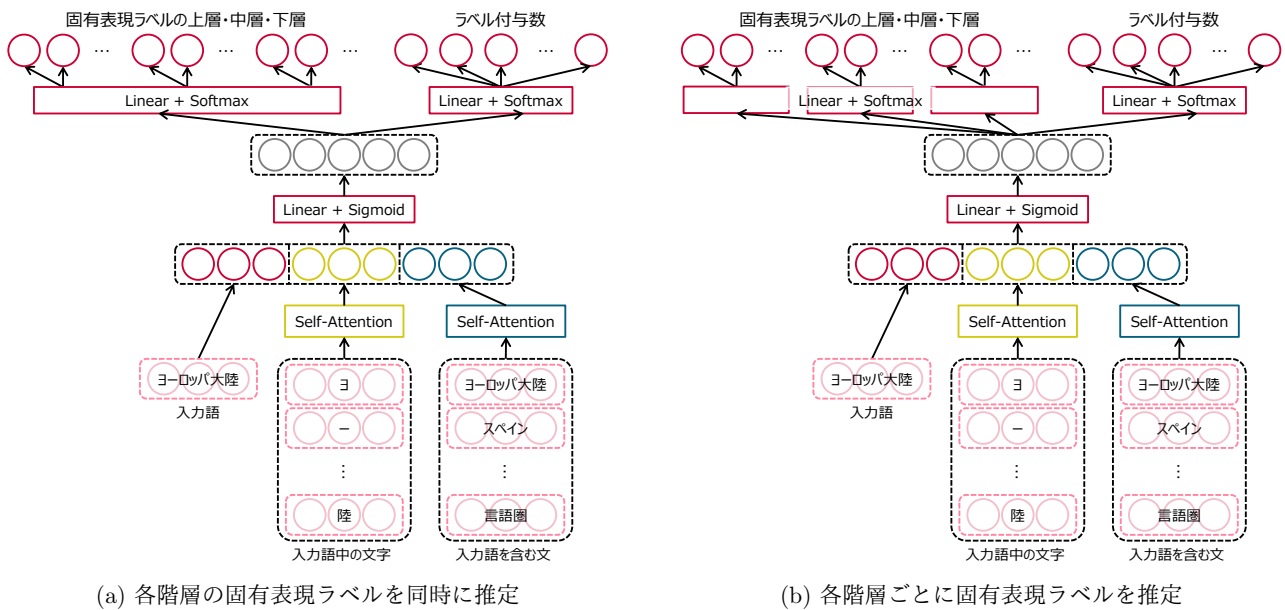 固有表現ラベルの上層・中層・下層
ラベル付与数
… … … …
Linear + Softmax
Linear + Softmax
Linear + Sigmoid
Self-Attention
Self-Attention
ヨーロッパ大陸
入力語
ヨ
ー
⋮
陸
入力語中の文字
ヨーロッパ大陸
スペイン
⋮
言語圏
入力語を含む文
(a) 各階層の固有表現ラベルを同時に推定
固有表現ラベルの上層・中層・下層
ラベル付与数
… … … …
Linear + Softmax
Linear + Softmax
Linear + Sigmoid
Self-Attention
Self-Attention
ヨーロッパ大陸
入力語
ヨ
ー
⋮
陸
入力語中の文字
ヨーロッパ大陸
スペイン
⋮
言語圏
入力語を含む文
(b) 各階層ごとに固有表現ラベルを推定